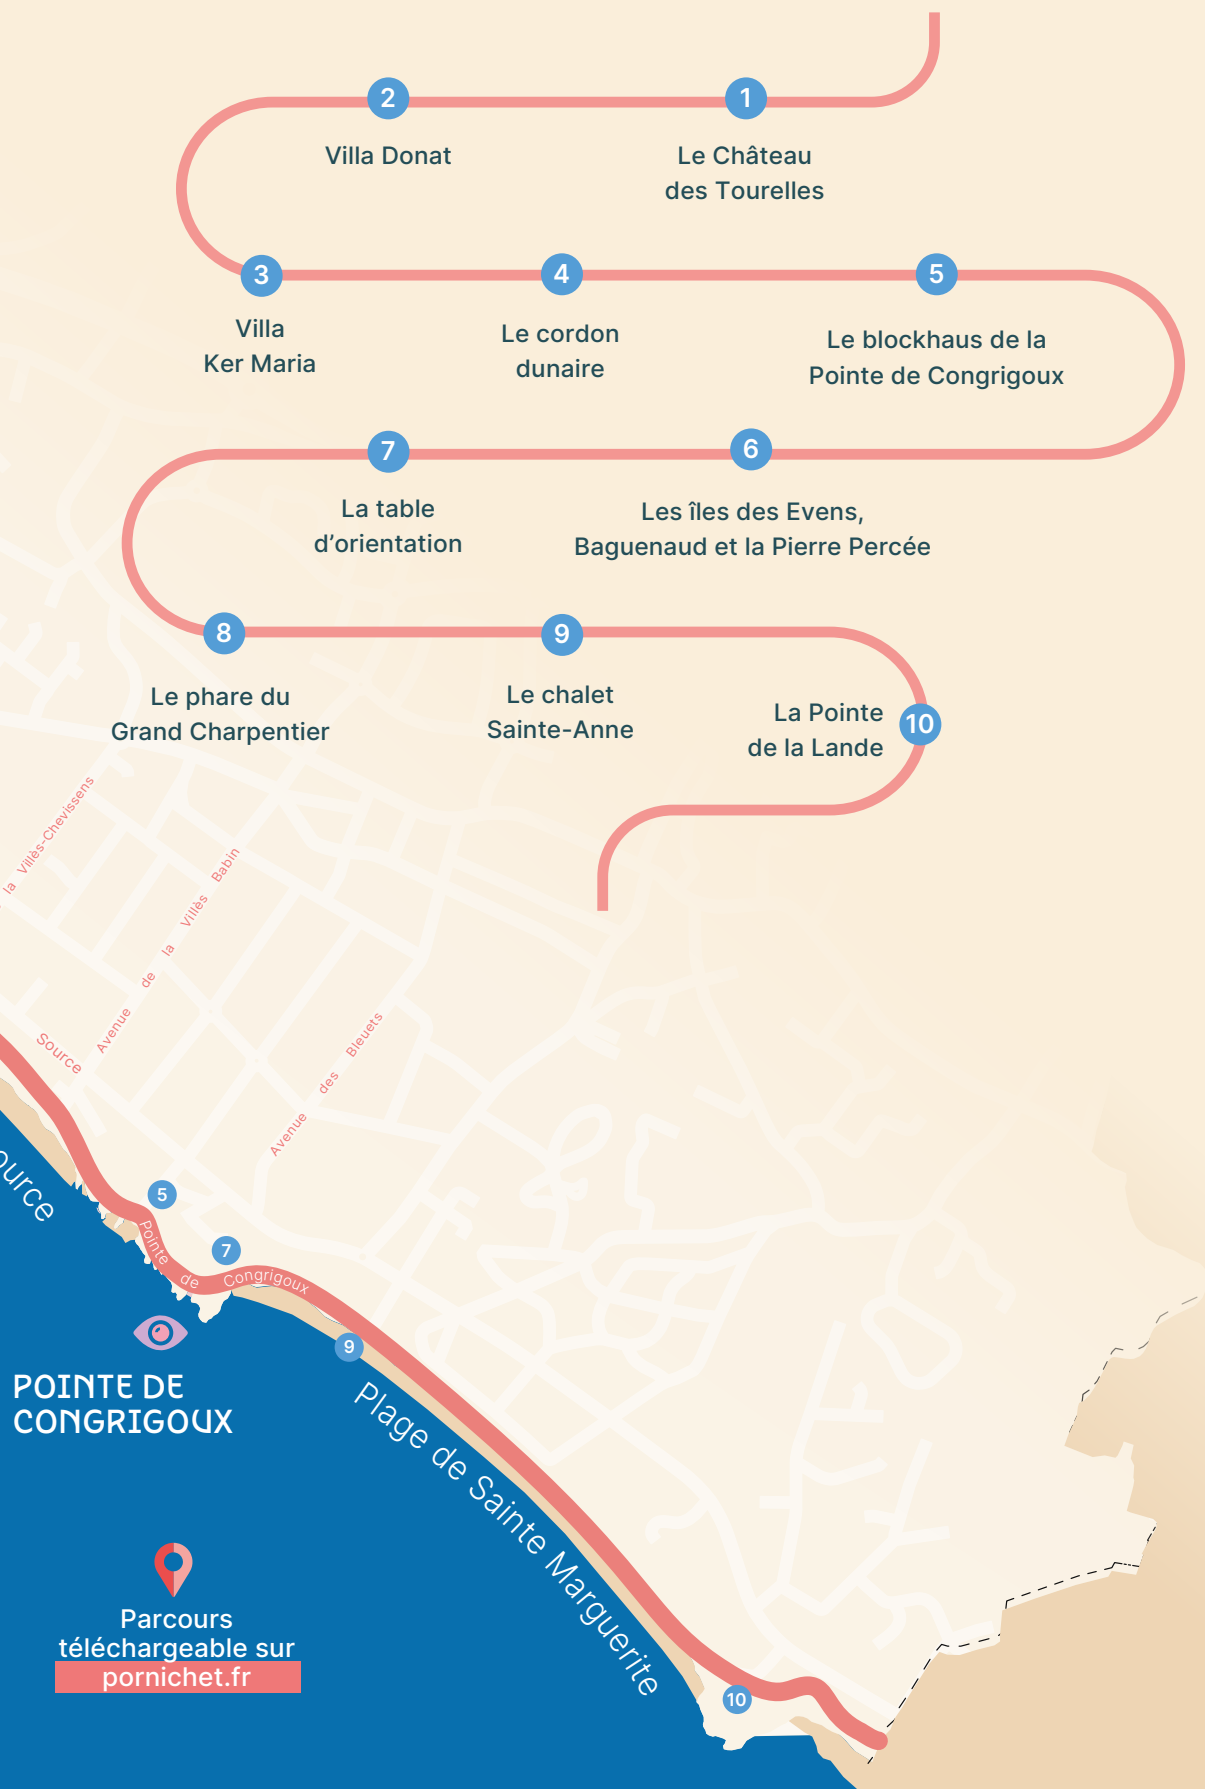 2
1
Villa Donat
Le Château
des Tourelles
3
4
5
Villa
Ker Maria
Le cordon
dunaire
Le blockhaus de la
Pointe de Congrigoux
7
6
La table
d’orientation
Les îles des Evens,
Baguenaud et la Pierre Percée
8
9
Le phare du
Grand Charpentier
Le chalet
Sainte-Anne
La Pointe
de la Lande
10
la Villès-Chevissens
Avenue de la Villès Babin
Source
Avenue des Bleuets
5
Pointe de Congrigoux
7
9
POINTE DE
CONGRIGOUX
Plage de Sainte Marguerite
10
Parcours
téléchargeable sur
pornichet.fr